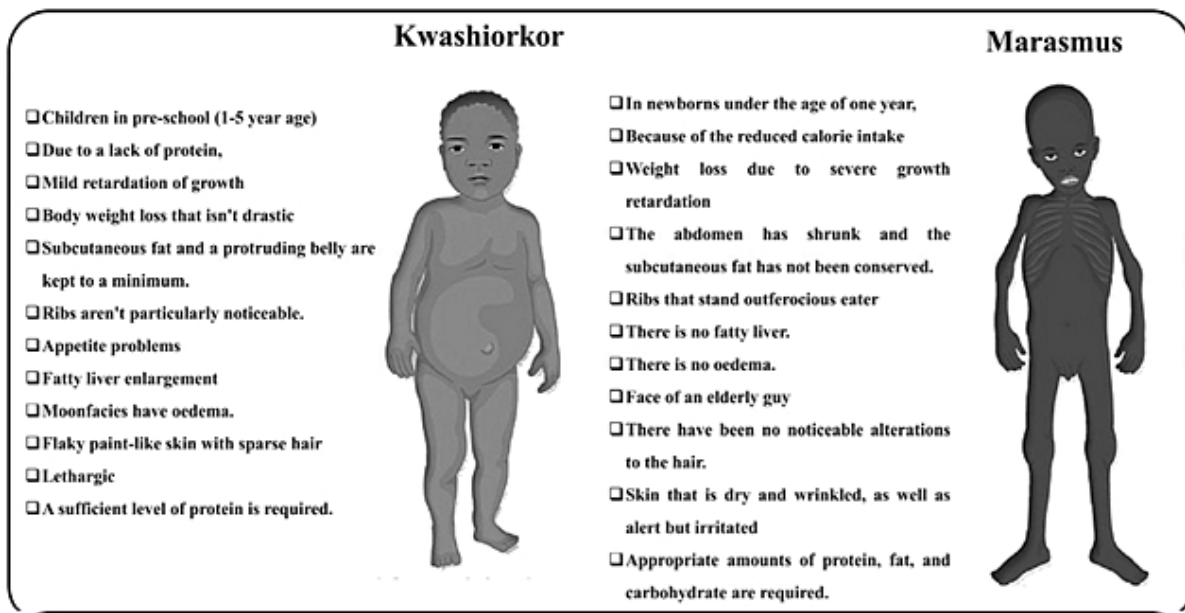 Kwashiorkor
❑Children in pre-school (1-5 year age)
❑Due to a lack of protein,
❑Mild retardation of growth
❑Body weight loss that isn't drastic
❑Subcutaneous fat and a protruding belly are
kept to a minimum.
❑Ribs aren't particularly noticeable.
❑Appetite problems
❑Fatty liver enlargement
❑Moonfacies have oedema.
❑Flaky paint-like skin with sparse hair
❑Lethargic
❑A sufficient level of protein is required.
Marasmus
❑In newborns under the age of one year,
❑Because of the reduced calorie intake
❑Weight loss due to severe growth
retardation
❑The abdomen has shrunk and the
subcutaneous fat has not been conserved.
❑Ribs that stand outferocious eater
❑There is no fatty liver.
❑There is no oedema.
❑Face of an elderly guy
❑There have been no noticeable alterations
to the hair.
❑Skin that is dry and wrinkled, as well as
alert but irritated
❑Appropriate amounts of protein, fat, and
carbohydrate are required.